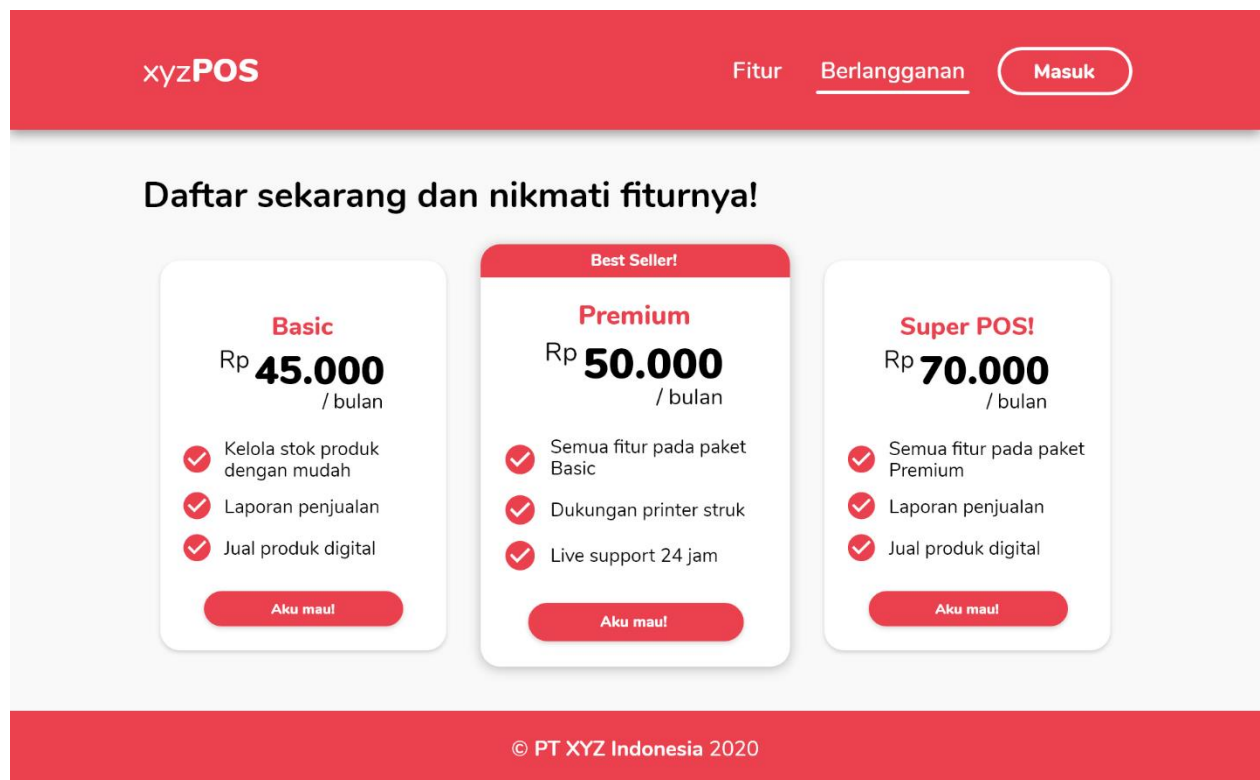 xyzPOS
Fitur
Berlangganan
Masuk
Daftar sekarang dan nikmati fiturnya!
Basic
Rp 45.000
/ bulan
Kelola stok produk
dengan mudah
Laporan penjualan
Jual produk digital
Aku mau!
Best Seller!
Premium
Rp 50.000
/ bulan
Semua fitur pada paket
Basic
Dukungan printer struk
Live support 24 jam
Aku mau!
Super POS!
Rp 70.000
/ bulan
Semua fitur pada paket
Premium
Laporan penjualan
Jual produk digital
Aku mau!
© PT XYZ Indonesia 2020